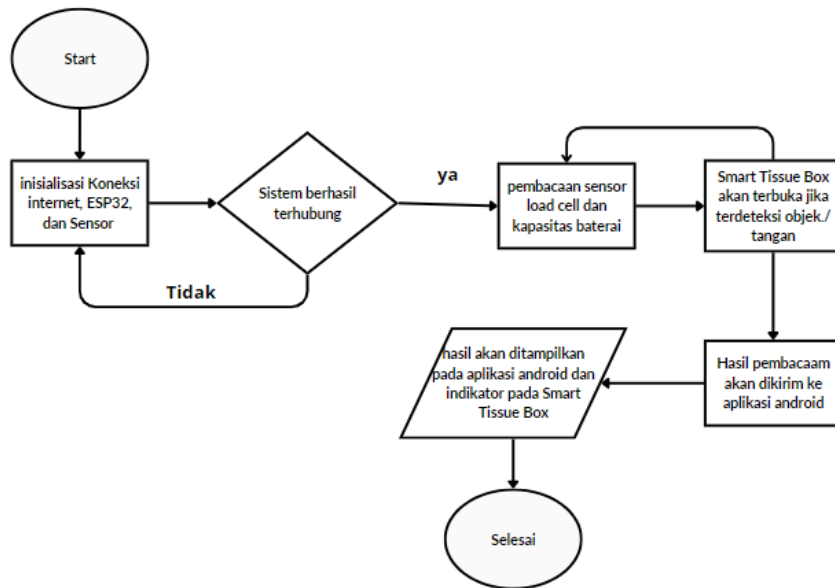 Start
inisialisasi Koneksi
internet, ESP32,
dan Sensor
Sistem berhasil
terhubung
ya
Tidak
pembacaan sensor
load cell dan
kapasitas baterai
Smart Tissue Box
akan terbuka jika
terdeteksi objek./
tangan
Hasil pembacaam
akan dikirim ke
aplikasi android
hasil akan ditampilkan
pada aplikasi android dan
indikator pada Smart
Tissue Box
Selesai